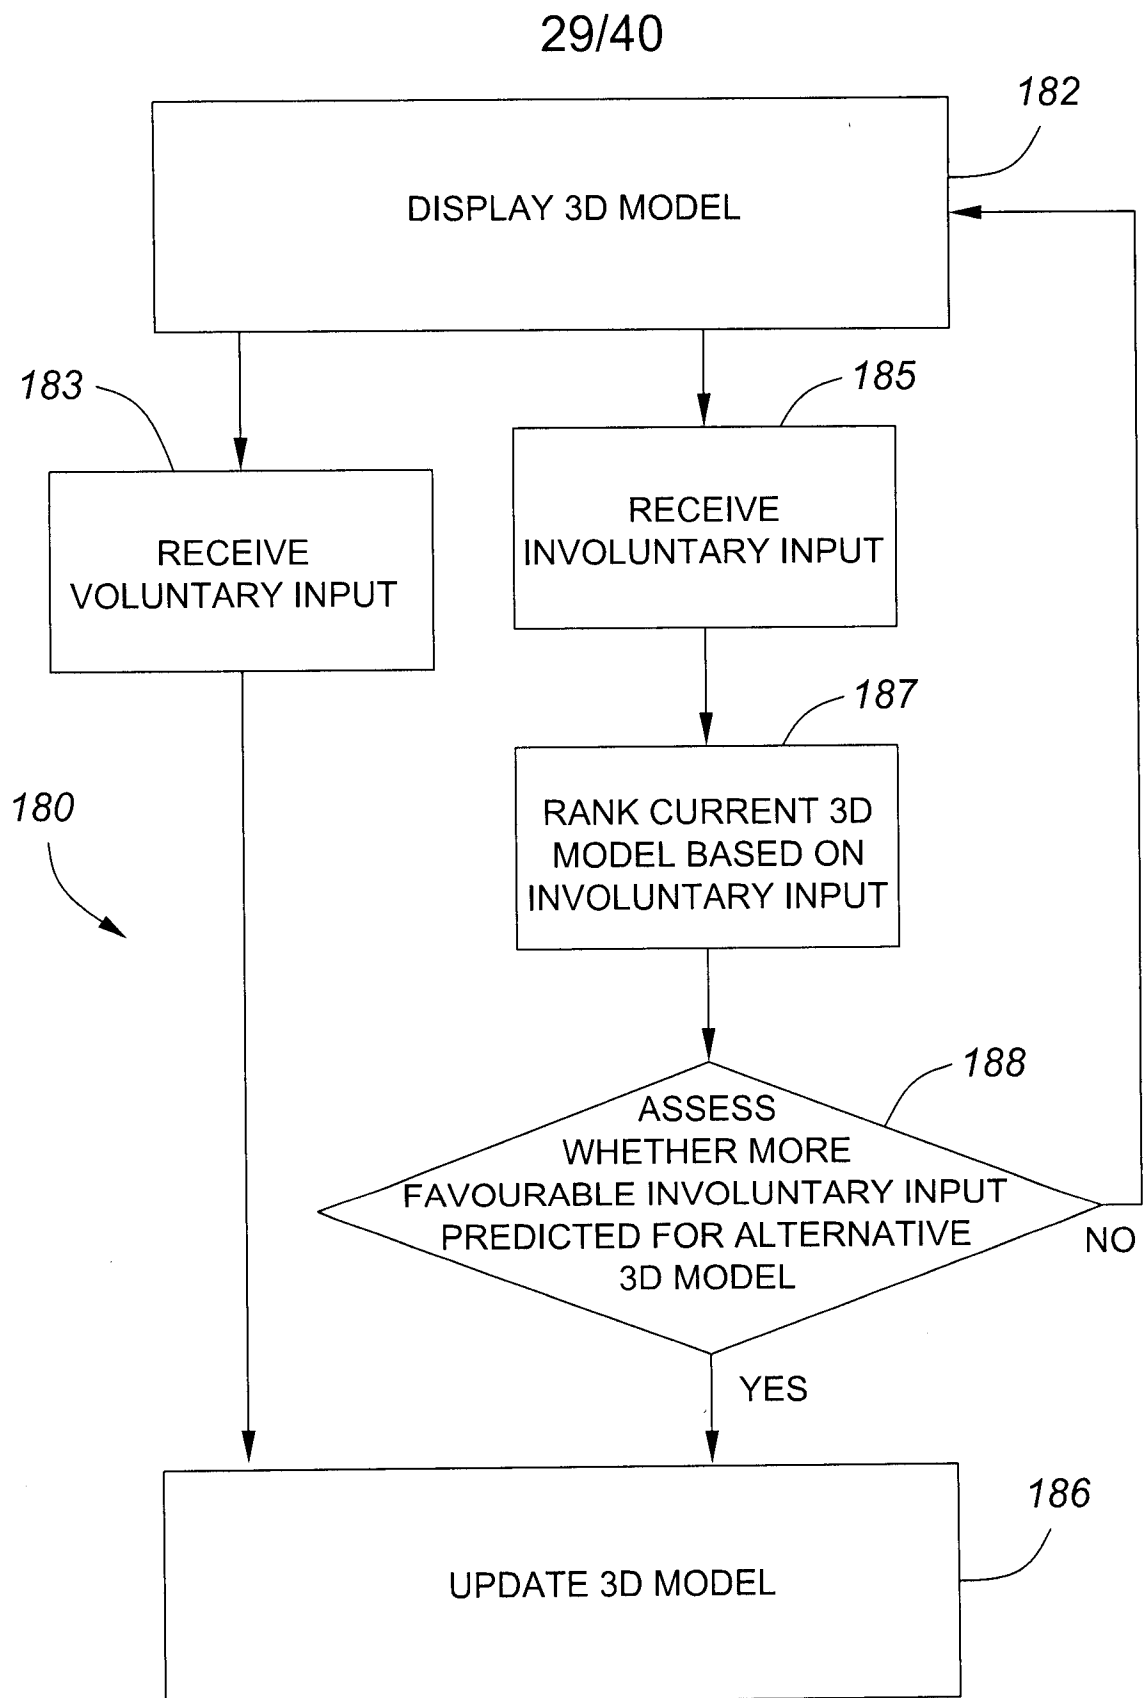 29/40
182
DISPLAY 3D MODEL
183
185
RECEIVE
VOLUNTARY INPUT
RECEIVE
INVOLUNTARY INPUT
187
180
RANK CURRENT 3D
MODEL BASED ON
INVOLUNTARY INPUT
188
ASSESS
WHETHER MORE
FAVOURABLE INVOLUNTARY INPUT
PREDICTED FOR ALTERNATIVE
3D MODEL
NO
YES
186
UPDATE 3D MODEL